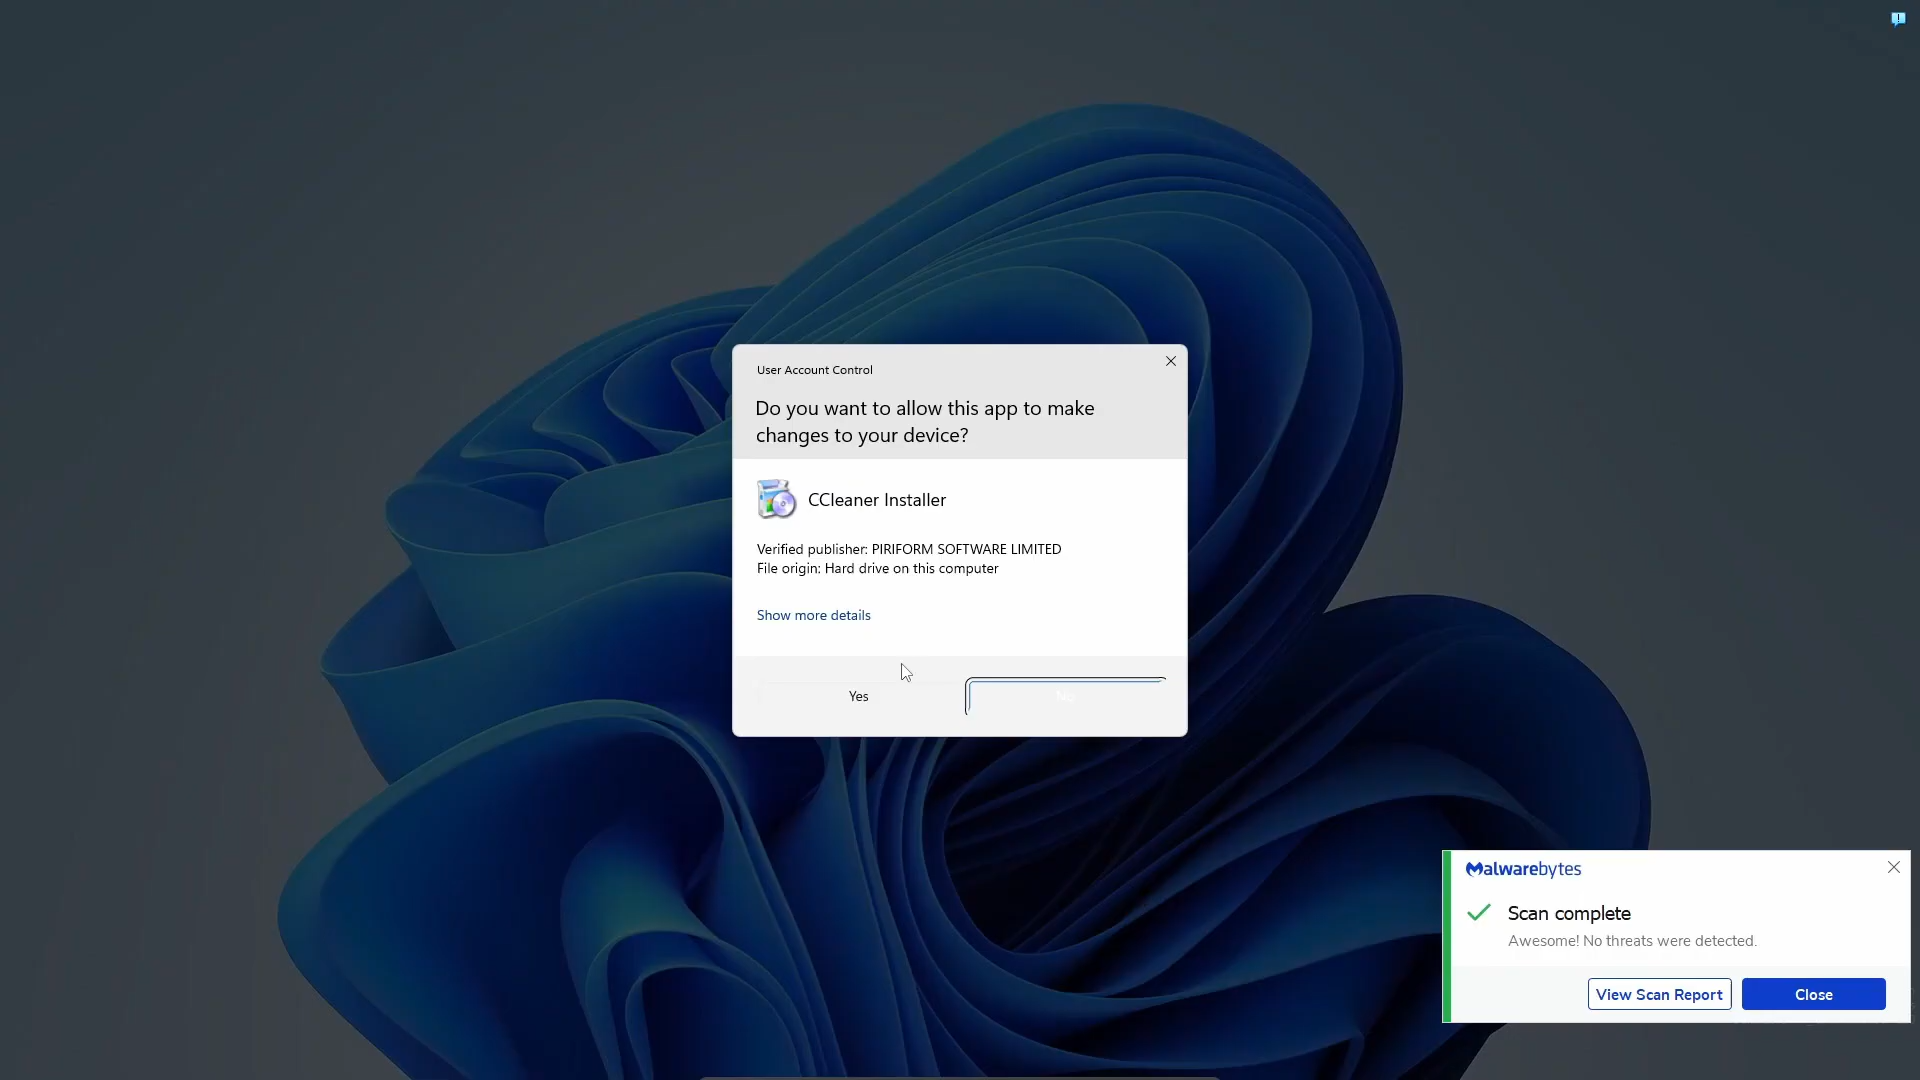 User Account Control
Do you want to allow this app to make
changes to your device?
CCleaner Installer
Verified publisher: PIRIFORM SOFTWARE LIMITED
File origin: Hard drive on this computer
Show more details
Yes
No
Malwarebytes
Scan complete
Awesome! No threats were detected.
View Scan Report
Close